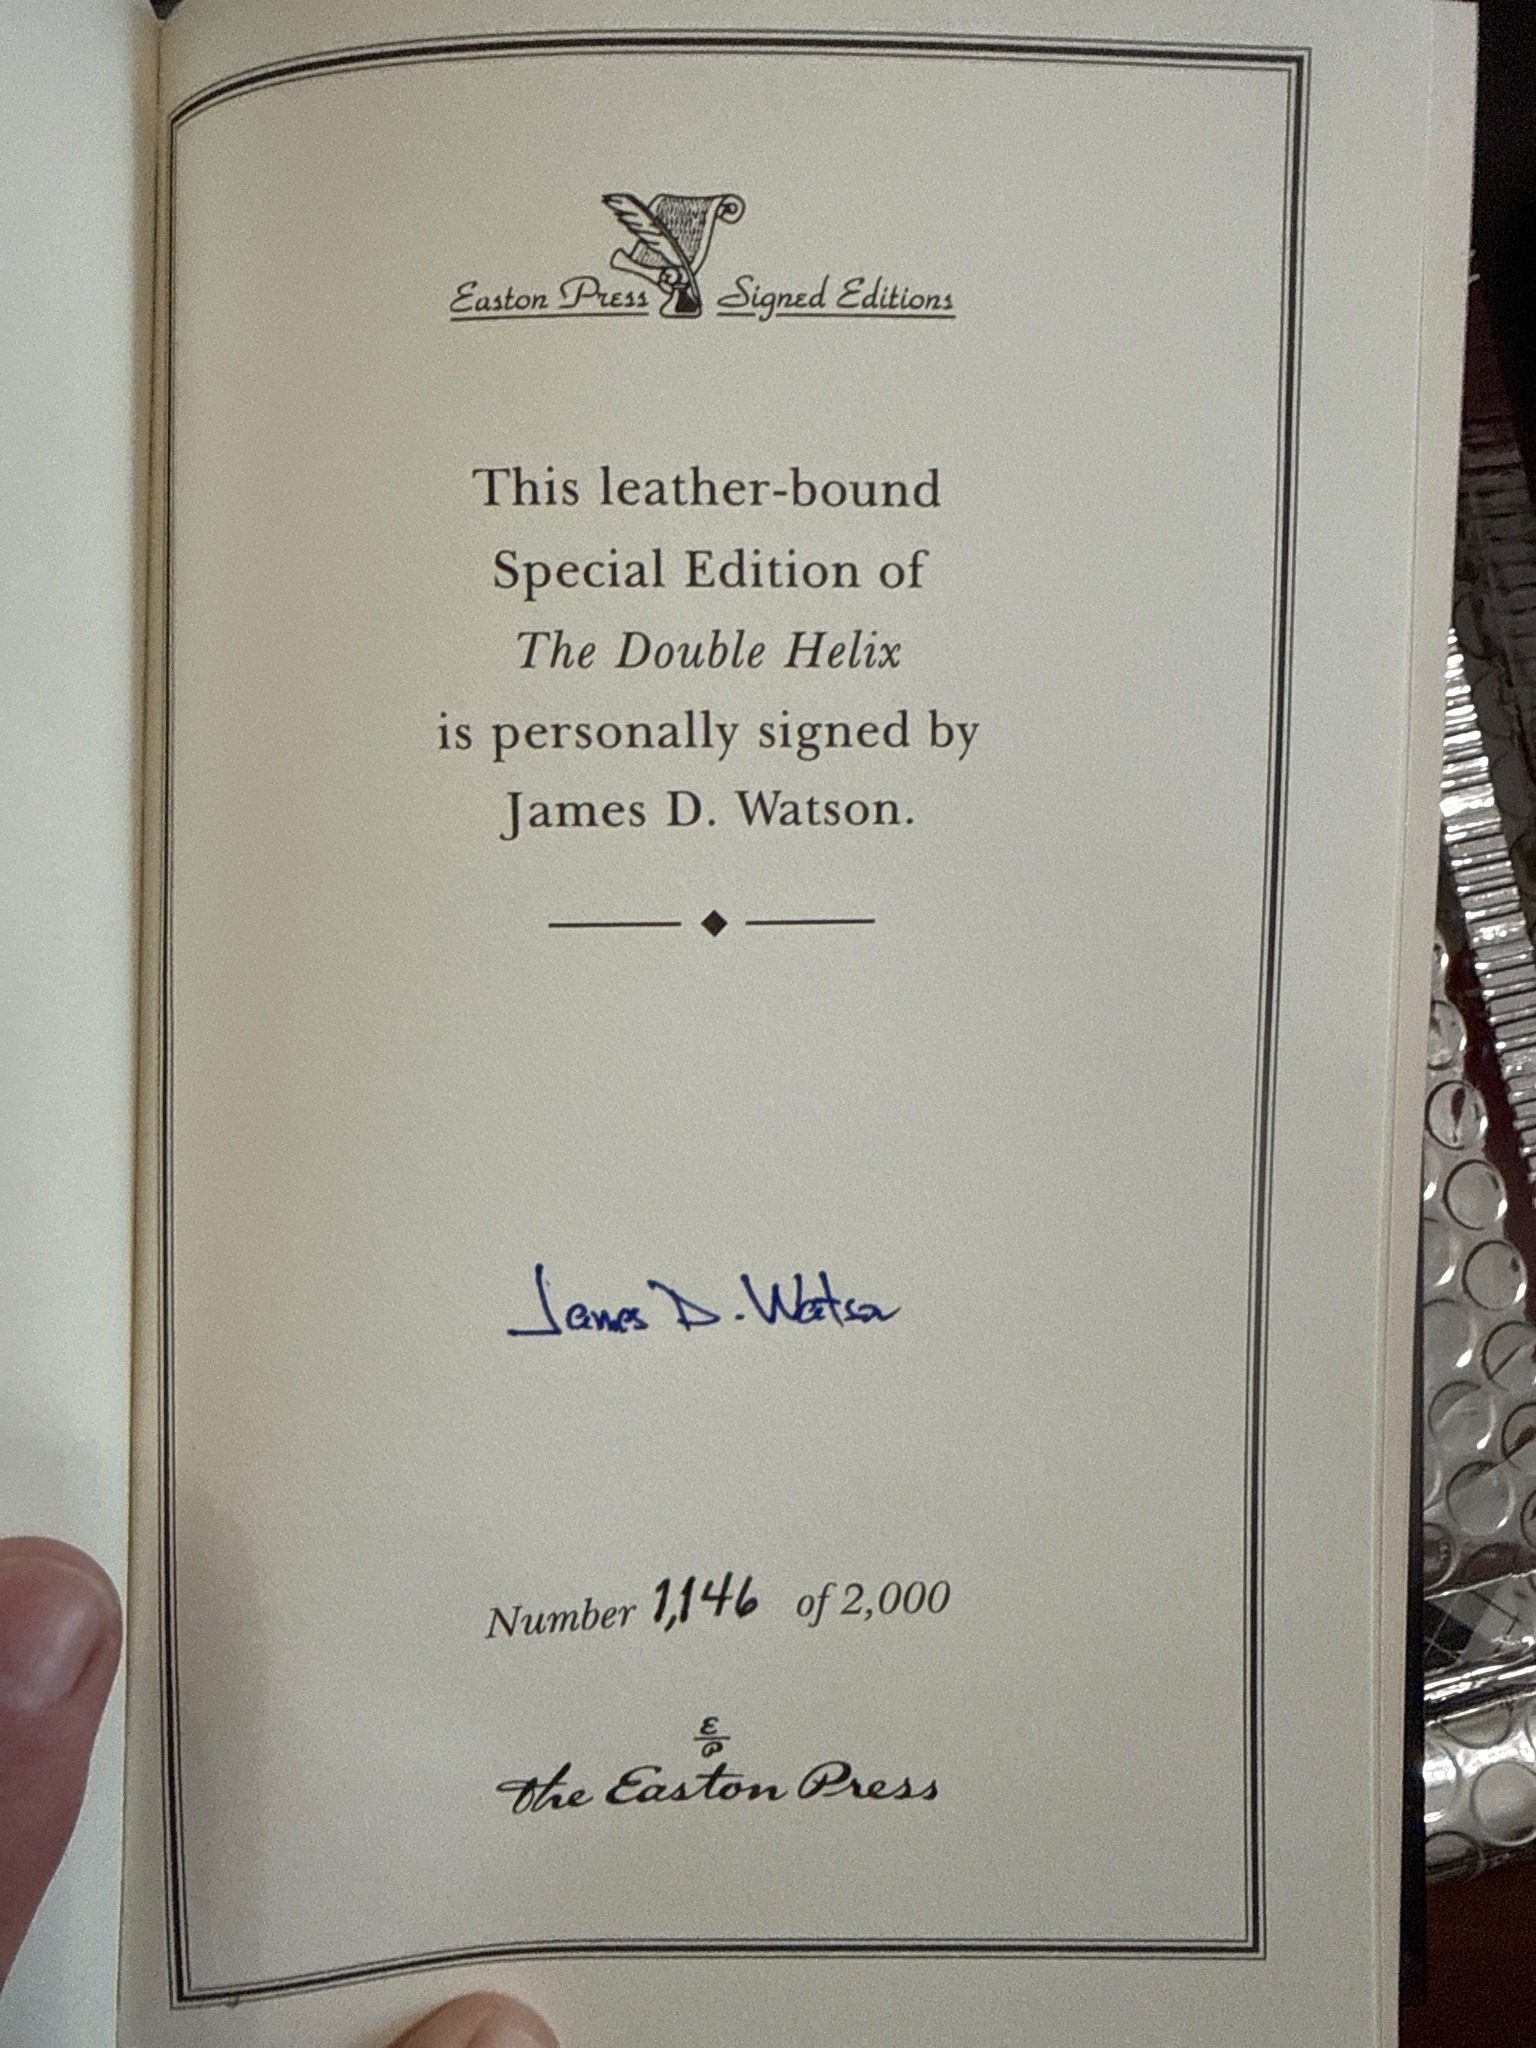 Easton Press Signed Editions
This leather-bound
Special Edition of
The Double Helix
is personally signed by
James D. Watson.
James D. Watson
Number 1,146 of 2,000
E
P
The Easton Press